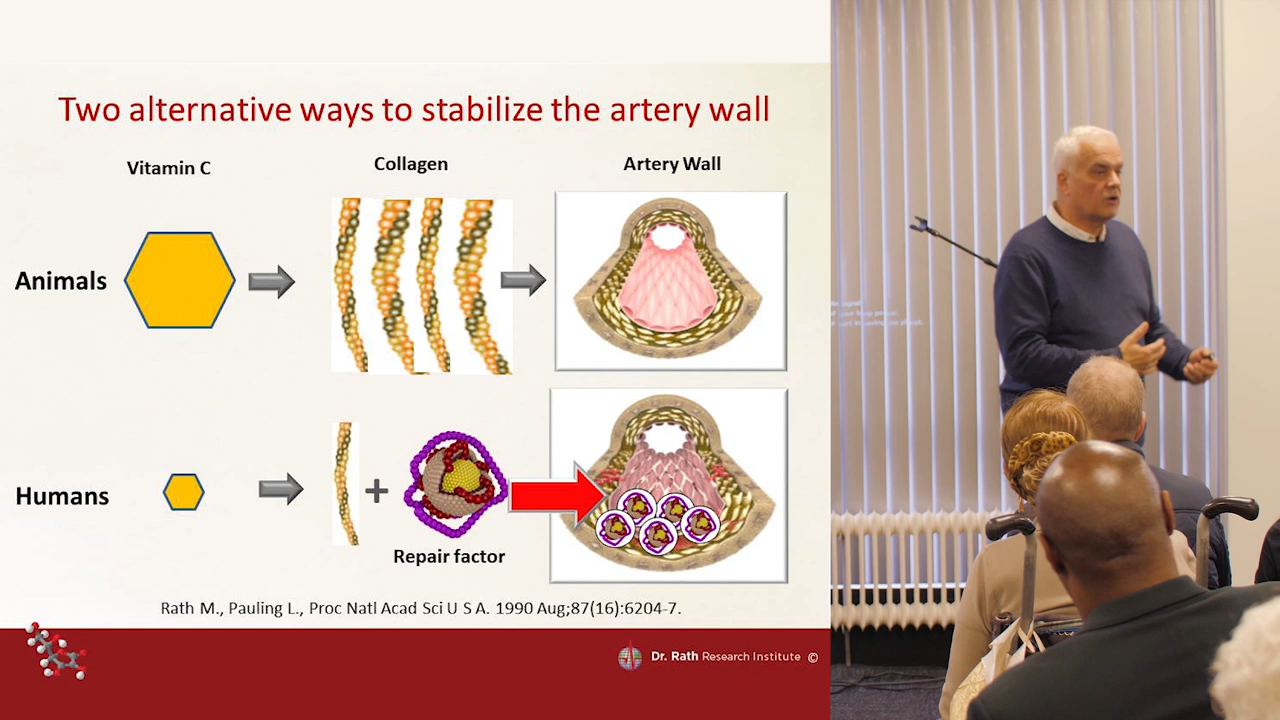 Two alternative ways to stabilize the artery wall
Vitamin C
Collagen
Artery Wall
Animals
Humans
+
Repair factor
Rath M., Pauling L., Proc Natl Acad Sci U S A. 1990 Aug;87(16):6204-7.
Dr. Rath Research Institute ©